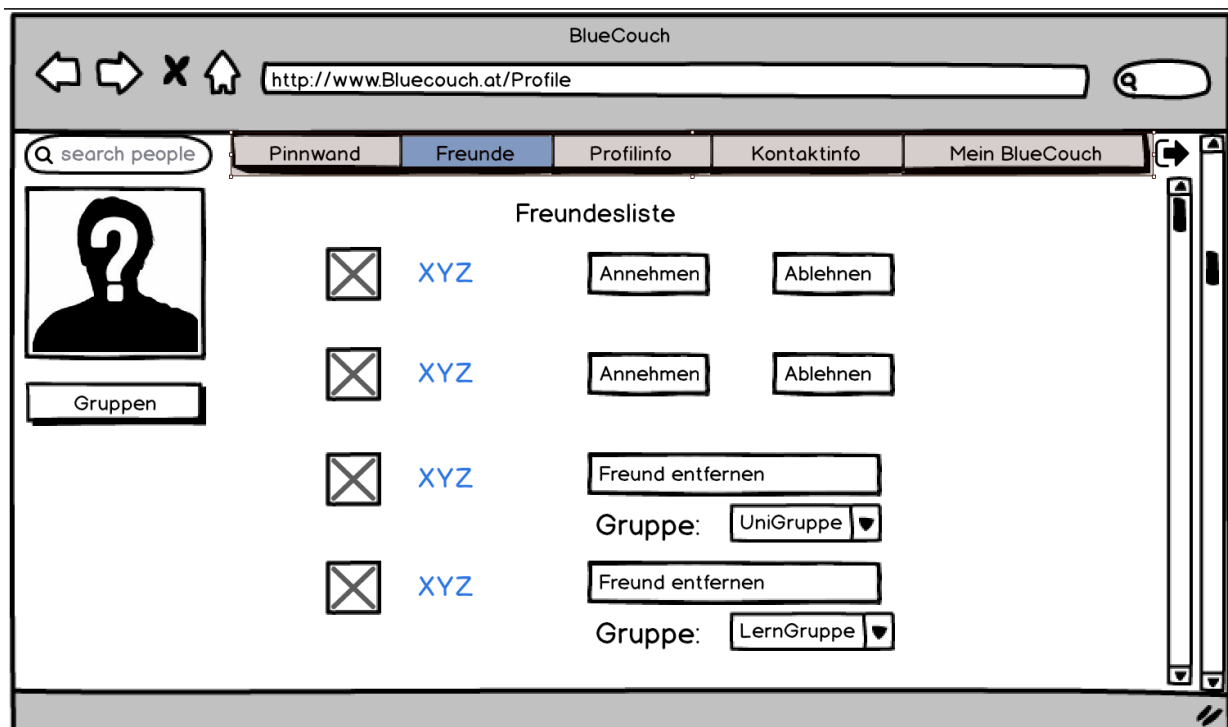 BlueCouch
http://www.Bluecouch.at/Profile
search people
Pinnwand Freunde Profilinfo Kontaktinfo Mein BlueCouch
Freundesliste
XYZ Annehmen Ablehnen
Gruppen
XYZ Annehmen Ablehnen
XYZ Freund entfernen
Gruppe: UniGruppe
XYZ Freund entfernen
Gruppe: LernGruppe